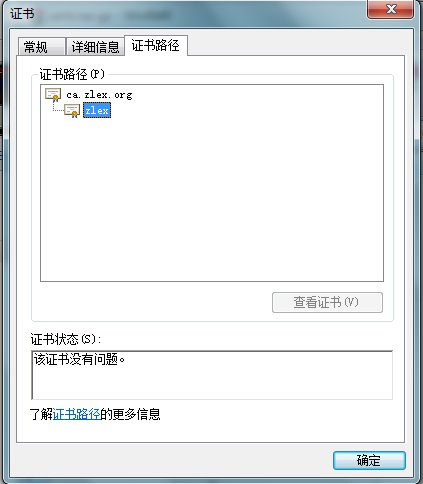 证书
常规
详细信息
证书路径
证书路径(P)
ca.zlex.org
zlex
查看证书(V)
证书状态(S):
该证书没有问题。
了解证书路径的更多信息
确定